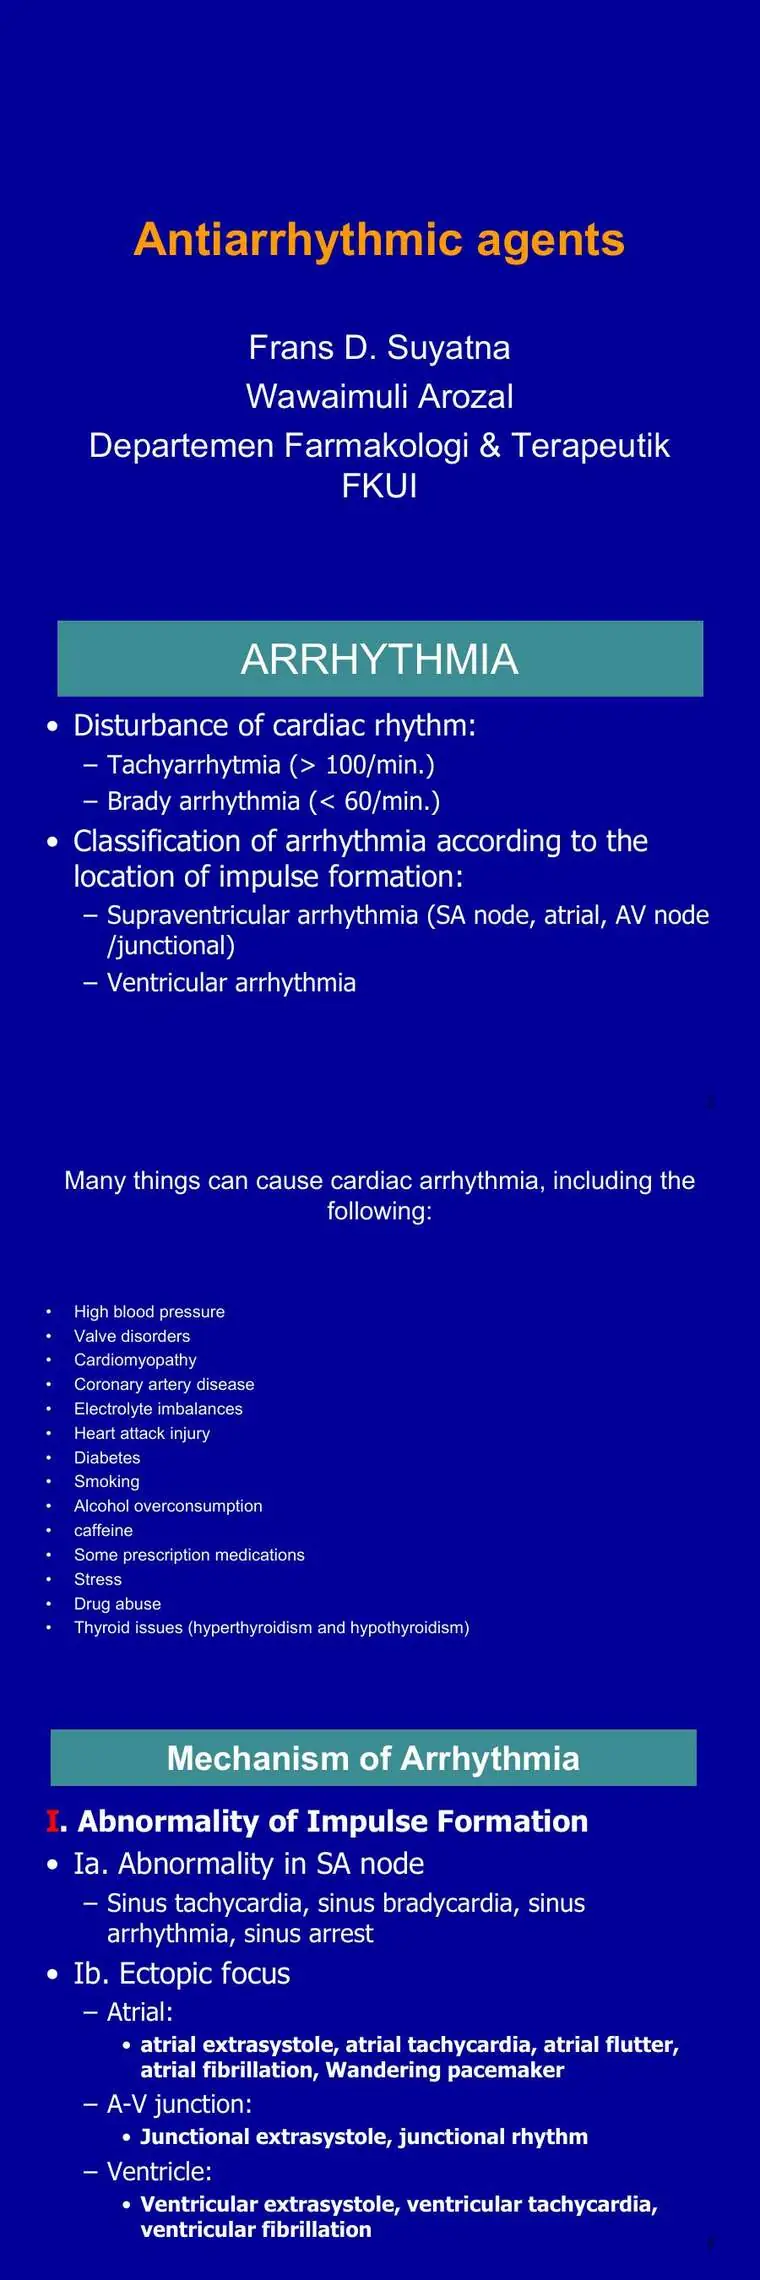 Antiarrhythmic agents
Frans D. Suyatna
Wawaimuli Arozal
Departemen Farmakologi & Terapeutik
FKUI
ARRHYTHMIA
• Disturbance of cardiac rhythm:
– Tachyarrhytmia (> 100/min.)
– Brady arrhythmia (< 60/min.)
• Classification of arrhythmia according to the
location of impulse formation:
– Supraventricular arrhythmia (SA node, atrial, AV node
/junctional)
– Ventricular arrhythmia
Many things can cause cardiac arrhythmia, including the
following:
• High blood pressure
• Valve disorders
• Cardiomyopathy
• Coronary artery disease
• Electrolyte imbalances
• Heart attack injury
• Diabetes
• Smoking
• Alcohol overconsumption
• caffeine
• Some prescription medications
• Stress
• Drug abuse
• Thyroid issues (hyperthyroidism and hypothyroidism)
Mechanism of Arrhythmia
I. Abnormality of Impulse Formation
• Ia. Abnormality in SA node
– Sinus tachycardia, sinus bradycardia, sinus
arrhythmia, sinus arrest
• Ib. Ectopic focus
– Atrial:
• atrial extrasystole, atrial tachycardia, atrial flutter,
atrial fibrillation, Wandering pacemaker
– A-V junction:
• Junctional extrasystole, junctional rhythm
– Ventricle:
• Ventricular extrasystole, ventricular tachycardia,
ventricular fibrillation